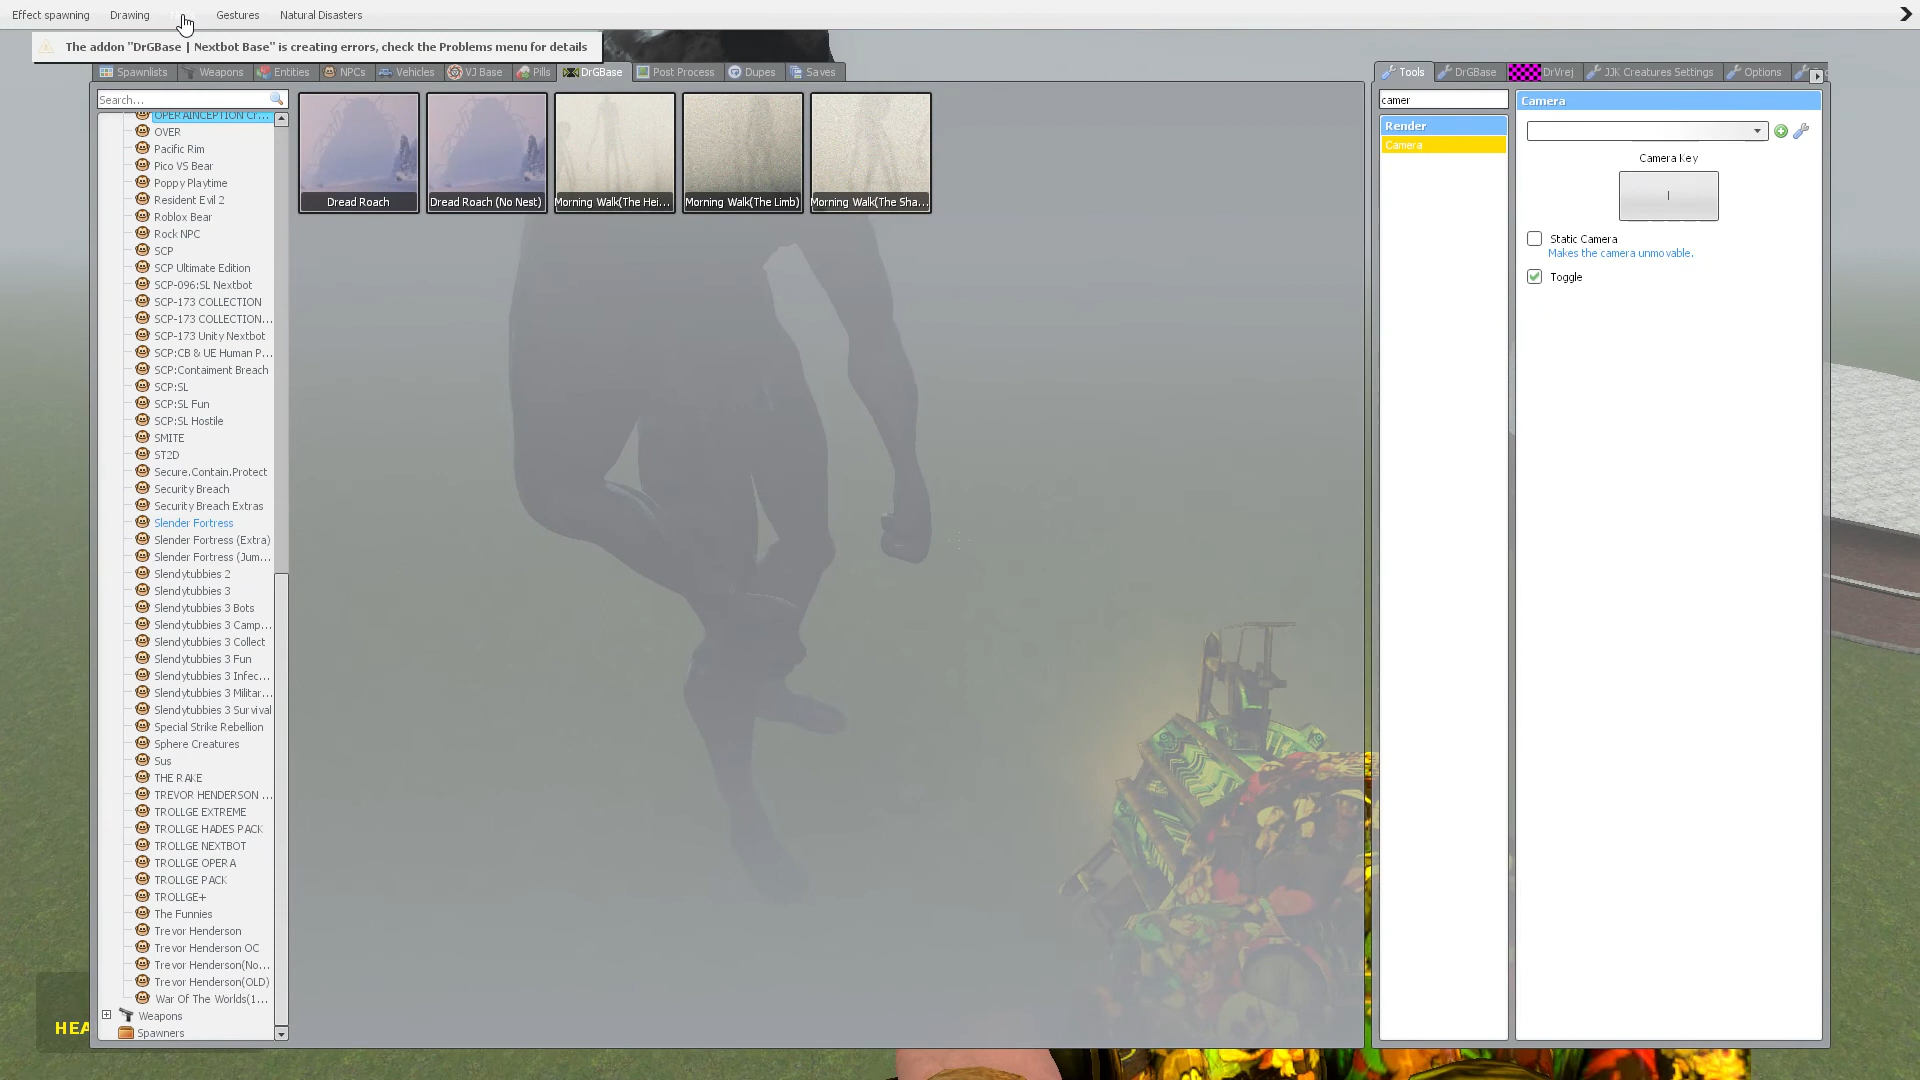 Effect spawning Drawing Gestures Natural Disasters
The addon "DrGBase | Nextbot Base" is creating errors, check the Problems menu for details
Spawnlists Weapons Entities NPCs Vehicles VJ Base Pills DrGBase Post Process Dupes Saves
Tools DrGBase DrVrej JJK Creatures Settings Options
Search...
OPERAINCEPTION Cr...
OVER
Pacific Rim
Pico VS Bear
Poppy Playtime
Resident Evil 2
Roblox Bear
Rock NPC
SCP
SCP Ultimate Edition
SCP-096:SL Nextbot
SCP-173 COLLECTION
SCP-173 COLLECTION...
SCP-173 Unity Nextbot
SCP:CB & UE Human P...
SCP:Contaiment Breach
SCP:SL
SCP:SL Fun
SCP:SL Hostile
SMITE
ST2D
Secure.Contain.Protect
Security Breach
Security Breach Extras
Slender Fortress
Slender Fortress (Extra)
Slender Fortress (Jum...
Slendytubbies 2
Slendytubbies 3
Slendytubbies 3 Bots
Slendytubbies 3 Camp...
Slendytubbies 3 Collect
Slendytubbies 3 Fun
Slendytubbies 3 Infec...
Slendytubbies 3 Militar...
Slendytubbies 3 Survival
Special Strike Rebellion
Sphere Creatures
Sus
THE RAKE
TREVOR HENDERSON ...
TROLLGE EXTREME
TROLLGE HADES PACK
TROLLGE NEXTBOT
TROLLGE OPERA
TROLLGE PACK
TROLLGE+
The Funnies
Trevor Henderson
Trevor Henderson OC
Trevor Henderson(No...
Trevor Henderson(OLD)
War Of The Worlds(1...
Weapons
Spawners
Dread Roach
Dread Roach (No Nest)
Morning Walk(The Hei...
Morning Walk(The Limb)
Morning Walk(The Sha...
camer
Render
Camera
Camera
Camera Key
Static Camera
Makes the camera unmovable.
Toggle
HEA